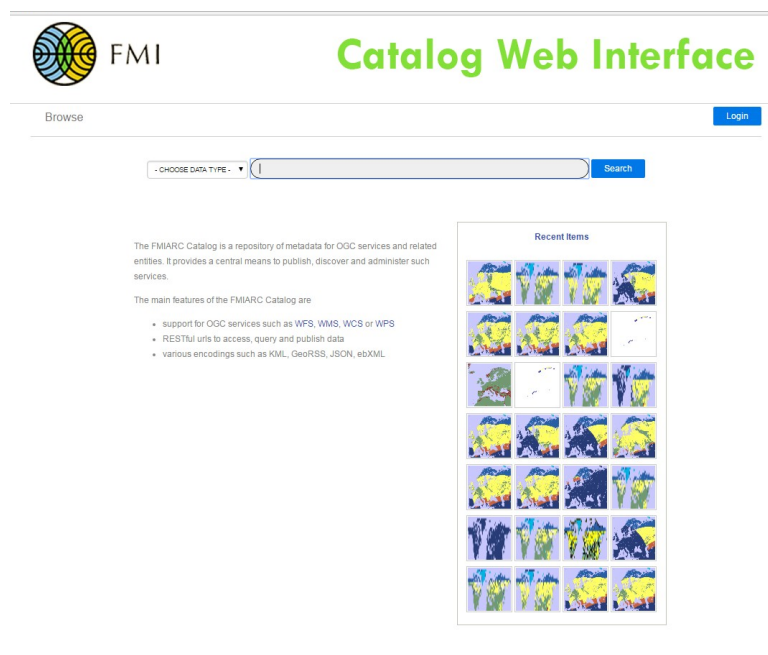 FMI
Catalog Web Interface
Browse
Login
- CHOOSE DATA TYPE -
Search
The FMIARC Catalog is a repository of metadata for OGC services and related
entities. It provides a central means to publish, discover and administer such
services.
The main features of the FMIARC Catalog are
support for OGC services such as WFS, WMS, WCS or WPS
RESTful urls to access, query and publish data
various encodings such as KML, GeoRSS, JSON, ebXML
Recent Items